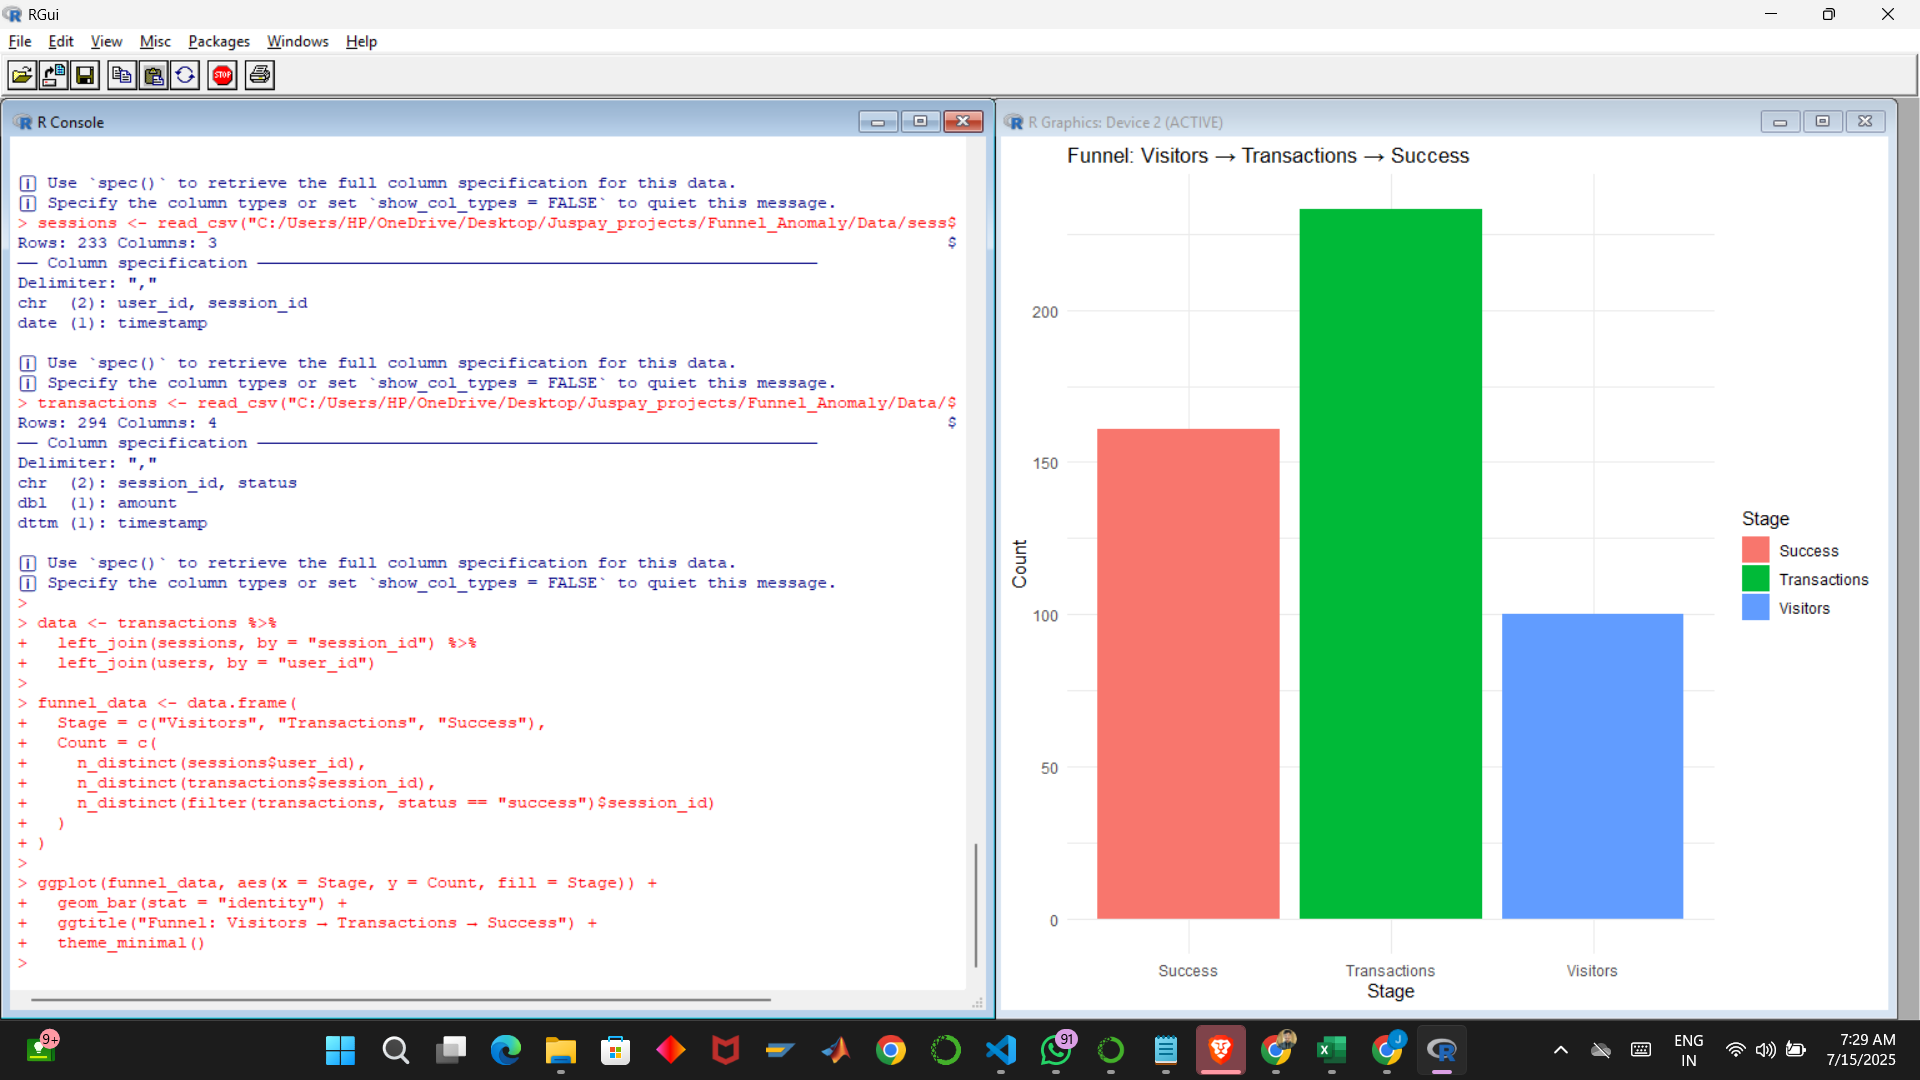 RGui
File Edit View Misc Packages Windows Help
STOP
R Console
i Use `spec()` to retrieve the full column specification for this data.
i Specify the column types or set `show_col_types = FALSE` to quiet this message.
> sessions <- read_csv("C:/Users/HP/OneDrive/Desktop/Juspay_projects/Funnel_Anomaly/Data/sess$
Rows: 233 Columns: 3 $
── Column specification ────────────────────────────────────────────────────────
Delimiter: ","
chr (2): user_id, session_id
date (1): timestamp
i Use `spec()` to retrieve the full column specification for this data.
i Specify the column types or set `show_col_types = FALSE` to quiet this message.
> transactions <- read_csv("C:/Users/HP/OneDrive/Desktop/Juspay_projects/Funnel_Anomaly/Data/$
Rows: 294 Columns: 4 $
── Column specification ────────────────────────────────────────────────────────
Delimiter: ","
chr (2): session_id, status
dbl (1): amount
dttm (1): timestamp
i Use `spec()` to retrieve the full column specification for this data.
i Specify the column types or set `show_col_types = FALSE` to quiet this message.
>
> data <- transactions %>%
+ left_join(sessions, by = "session_id") %>%
+ left_join(users, by = "user_id")
>
> funnel_data <- data.frame(
+ Stage = c("Visitors", "Transactions", "Success"),
+ Count = c(
+ n_distinct(sessions$user_id),
+ n_distinct(transactions$session_id),
+ n_distinct(filter(transactions, status == "success")$session_id)
+ )
+ )
>
> ggplot(funnel_data, aes(x = Stage, y = Count, fill = Stage)) +
+ geom_bar(stat = "identity") +
+ ggtitle("Funnel: Visitors → Transactions → Success") +
+ theme_minimal()
>
R Graphics: Device 2 (ACTIVE)
Funnel: Visitors → Transactions → Success
200
150
100
50
0
Count
Success Transactions Visitors
Stage
Stage
Success
Transactions
Visitors
9+
91
J
ENG
IN
7:29 AM
7/15/2025